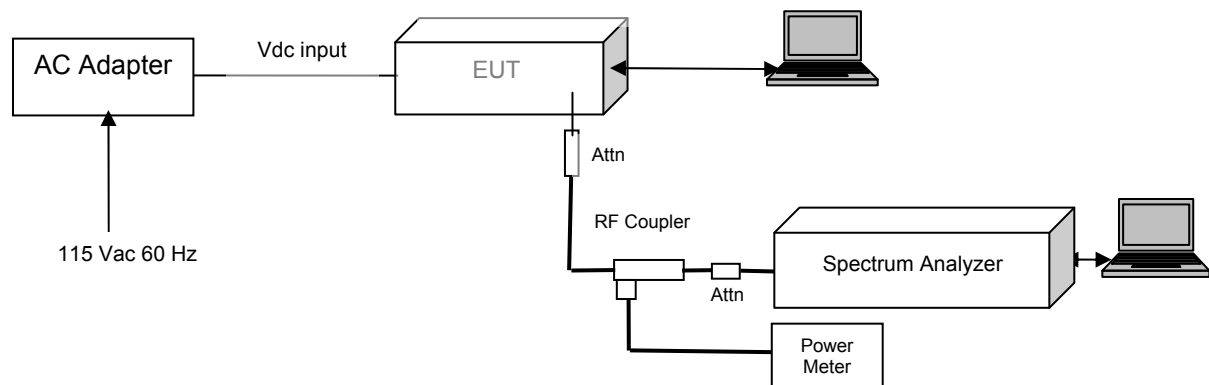 AC Adapter
Vdc input
EUT
Attn
RF Coupler
115 Vac 60 Hz
Spectrum Analyzer
Attn
Power
Meter